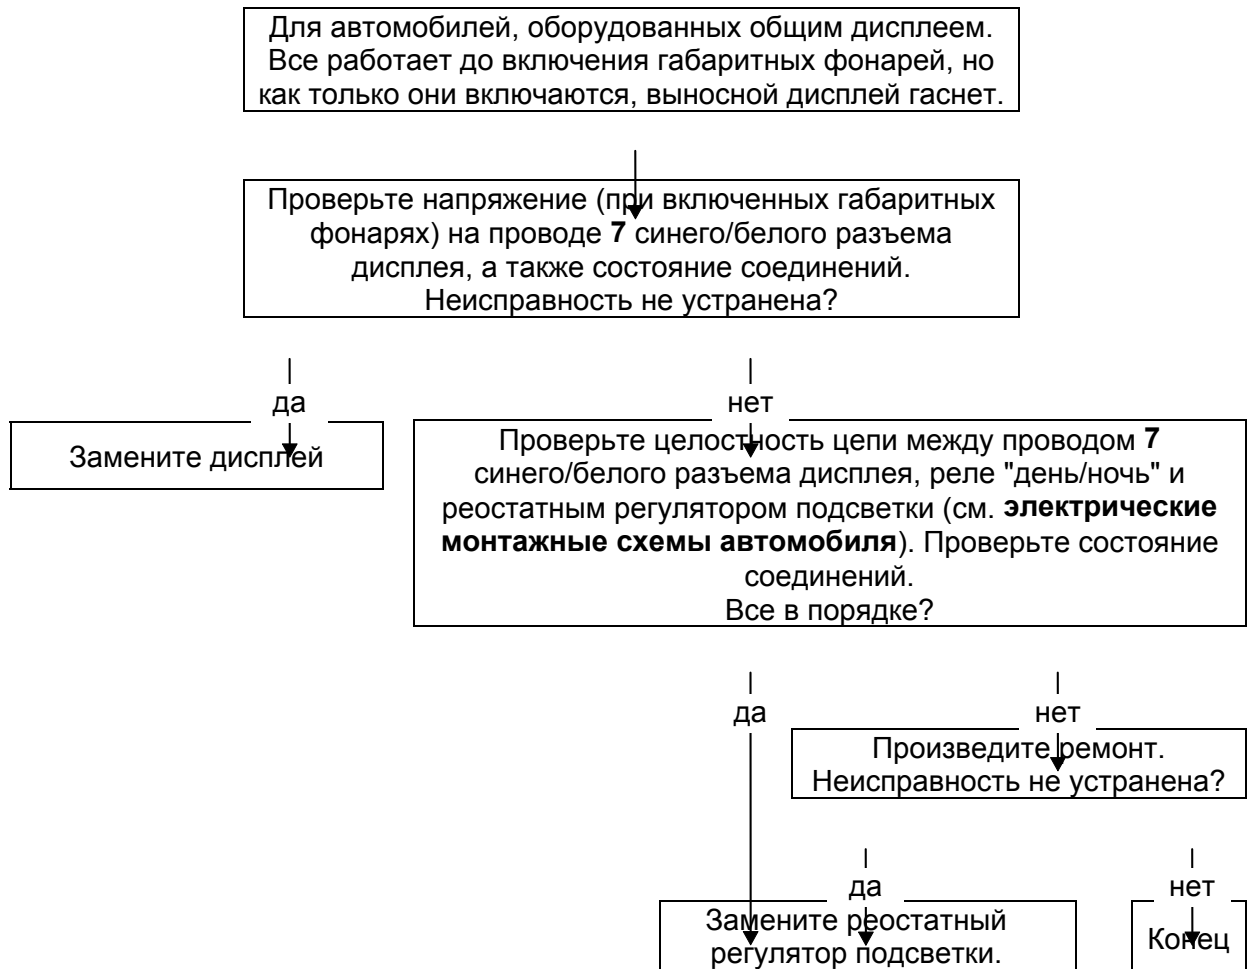 Для автомобилей, оборудованных общим дисплеем.
Все работает до включения габаритных фонарей, но
как только они включаются, выносной дисплей гаснет.
Проверьте напряжение (при включенных габаритных
фонарях) на проводе 7 синего/белого разъема
дисплея, а также состояние соединений.
Неисправность не устранена?
да
нет
Замените дисплей
Проверьте целостность цепи между проводом 7
синего/белого разъема дисплея, реле "день/ночь" и
реостатным регулятором подсветки (см. электрические
монтажные схемы автомобиля). Проверьте состояние
соединений.
Все в порядке?
да
нет
Произведите ремонт.
Неисправность не устранена?
да
нет
Замените реостатный
регулятор подсветки.
Конец